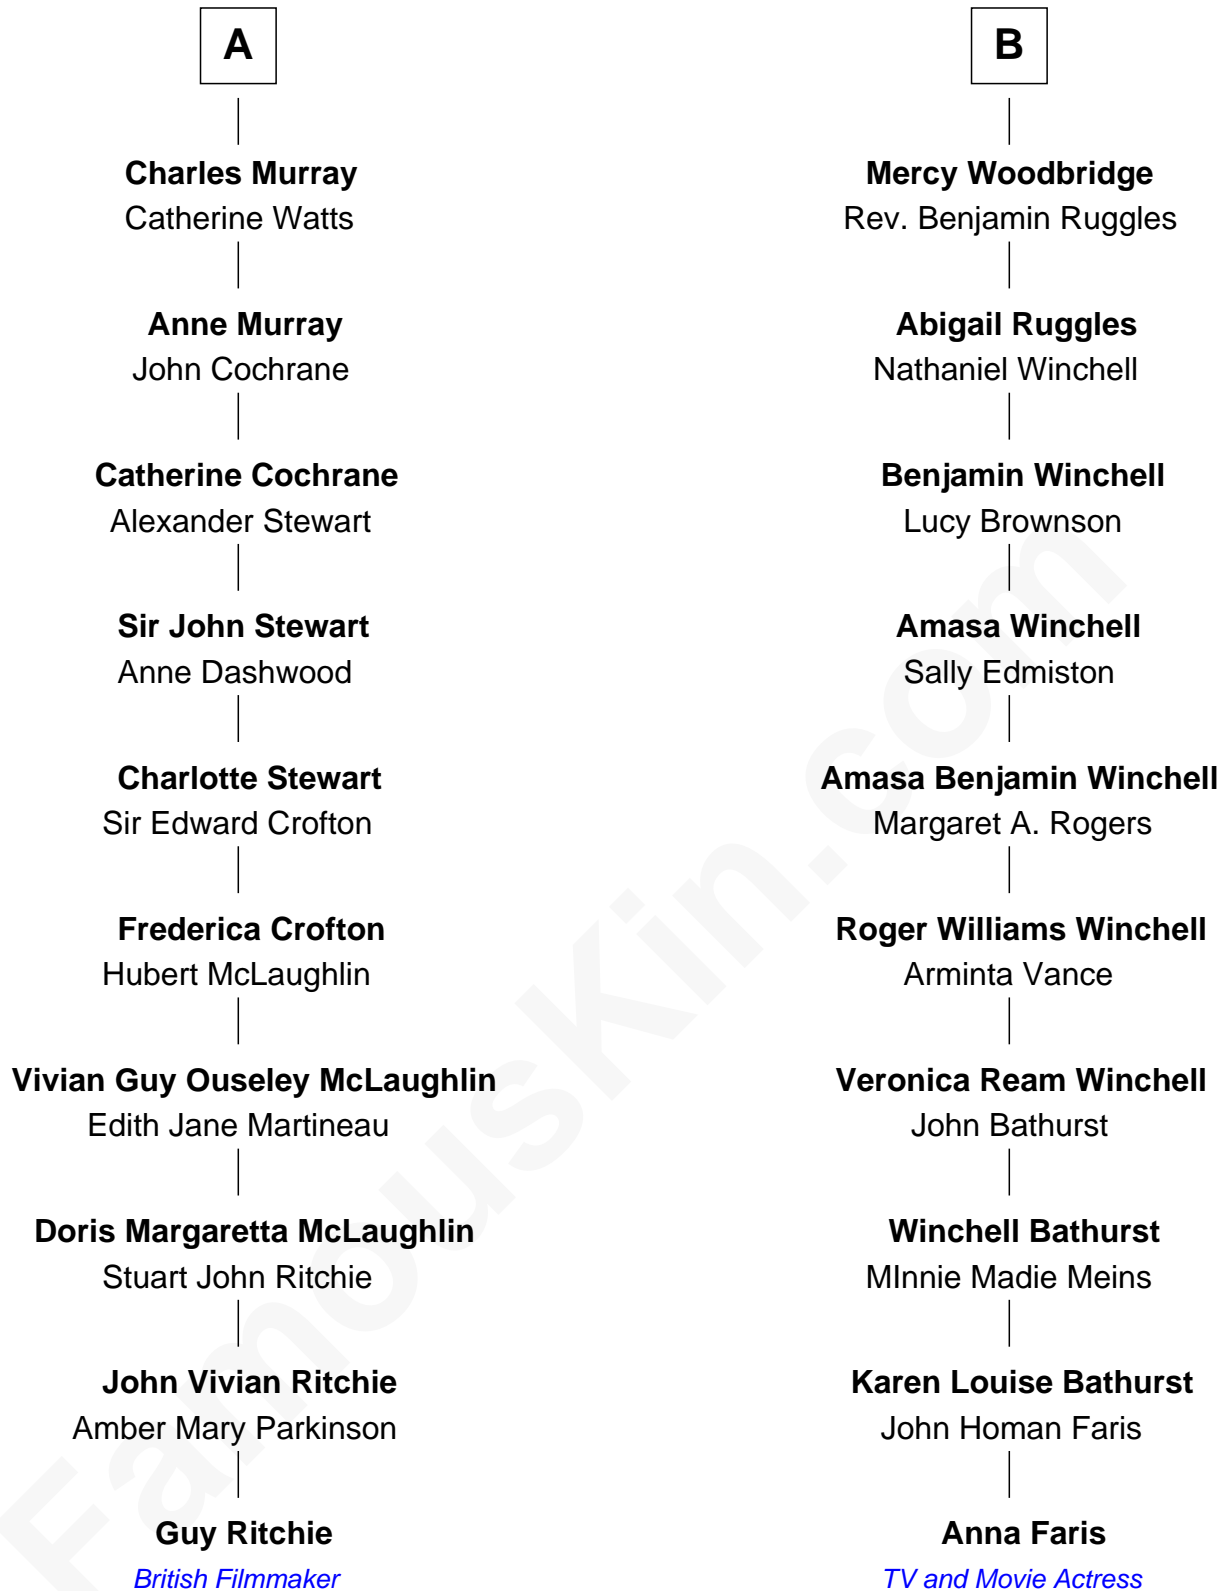 A
Charles Murray
Catherine Watts
Anne Murray
John Cochrane
Catherine Cochrane
Alexander Stewart
Sir John Stewart
Anne Dashwood
Charlotte Stewart
Sir Edward Crofton
Frederica Crofton
Hubert McLaughlin
Vivian Guy Ouseley McLaughlin
Edith Jane Martineau
Doris Margaretta McLaughlin
Stuart John Ritchie
John Vivian Ritchie
Amber Mary Parkinson
Guy Ritchie
British Filmmaker
B
Mercy Woodbridge
Rev. Benjamin Ruggles
Abigail Ruggles
Nathaniel Winchell
Benjamin Winchell
Lucy Brownson
Amasa Winchell
Sally Edmiston
Amasa Benjamin Winchell
Margaret A. Rogers
Roger Williams Winchell
Arminta Vance
Veronica Ream Winchell
John Bathurst
Winchell Bathurst
MInnie Madie Meins
Karen Louise Bathurst
John Homan Faris
Anna Faris
TV and Movie Actress
FamousKin.com